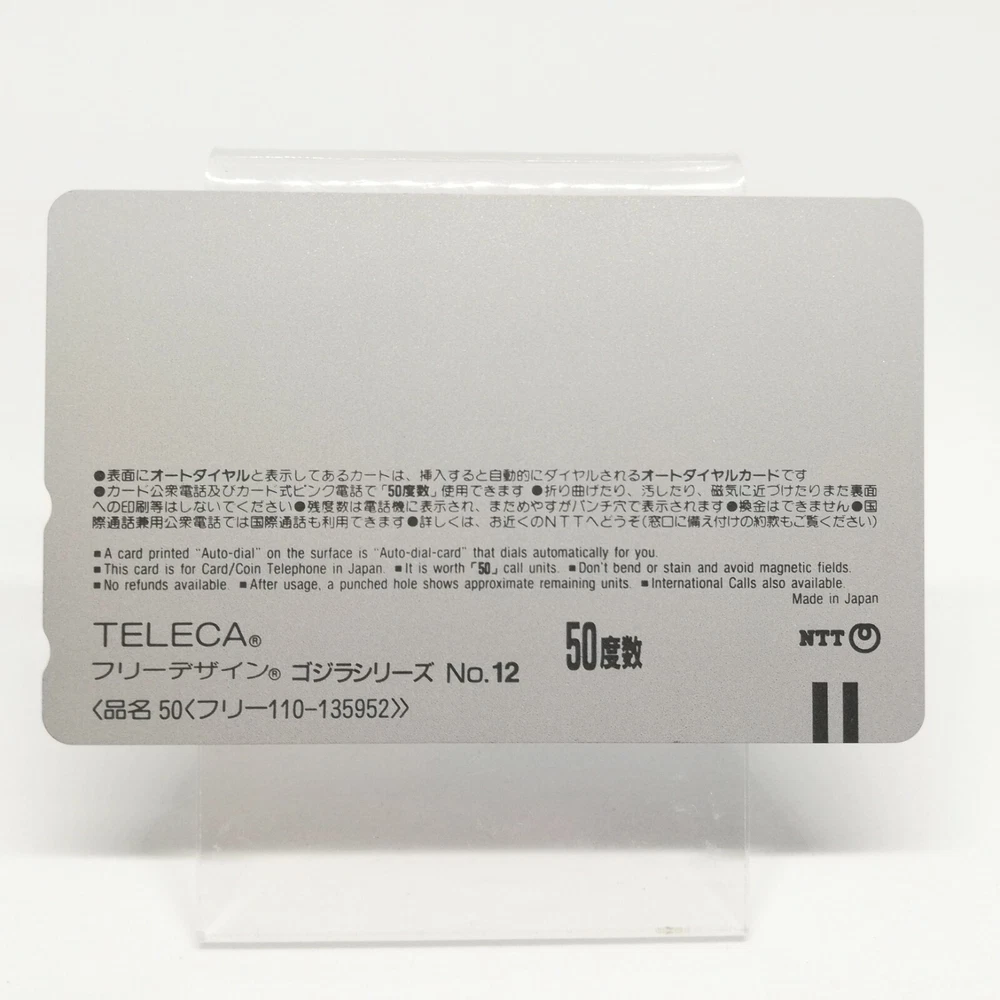 ●表面にオートダイヤルと表示してあるカートは、挿入すると自動的にダイヤルされるオートダイヤルカードです
●カード公衆電話及びカード式ピンク電話で「50度数」使用できます ●折り曲げたり、汚したり、磁気に近づけたりまた裏面
への印刷等はしないでください●残度数は電話機に表示され、まためやすがパンチ穴で表示されます●換金はできません●国
際通話兼用公衆電話では国際通話も利用できます●詳しくは、お近くのNTTへどうぞ(窓口に備え付けの約款もご覧ください)
■ A card printed "Auto-dial" on the surface is "Auto-dial-card" that dials automatically for you.
■ This card is for Card/Coin Telephone in Japan. ■ It is worth「50」call units. ■ Don't bend or stain and avoid magnetic fields.
■ No refunds available. ■ After usage, a punched hole shows approximate remaining units. ■ International Calls also available.
Made in Japan
TELECA® 50度数 NTT
フリーデザイン® ゴジラシリーズ No.12
〈品名 50〈フリー110-135952〉〉